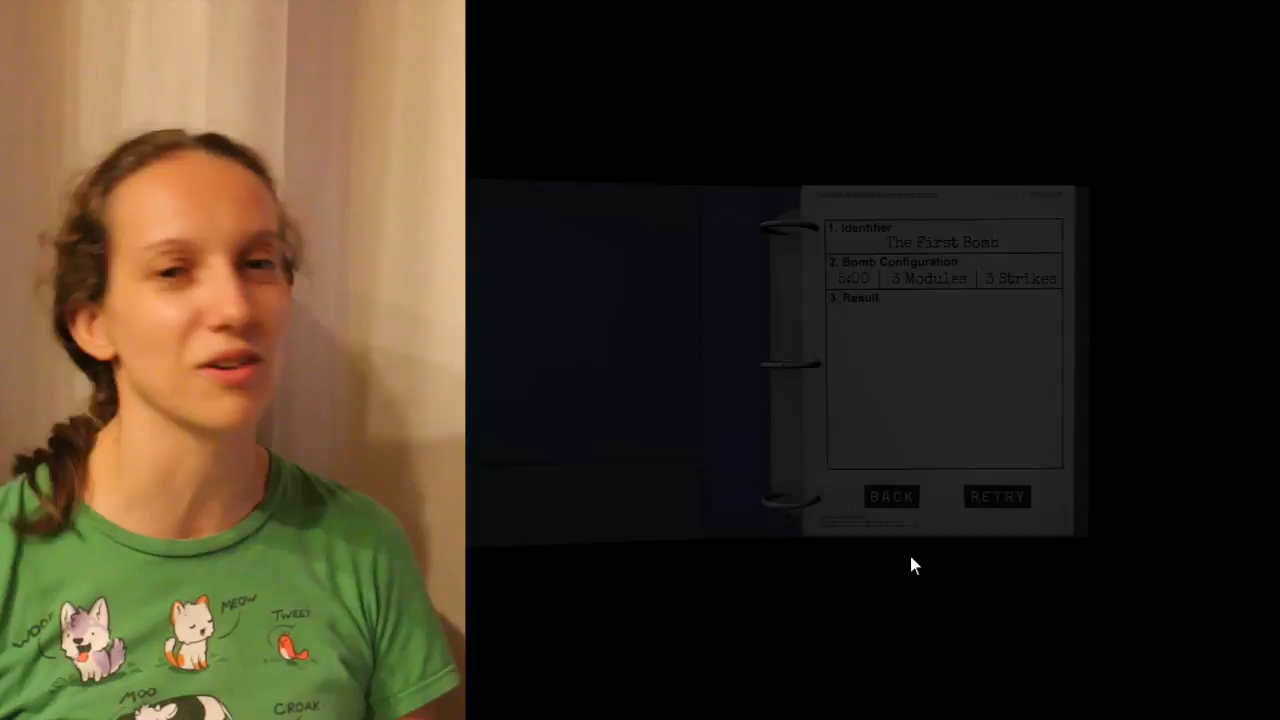 WOOF
MEOW
TWEET
MOO
CROAK
1. Identifier
The First Bomb
2. Bomb Configuration
5:00 | 3 Modules | 3 Strikes
3. Result
BACK
RETRY